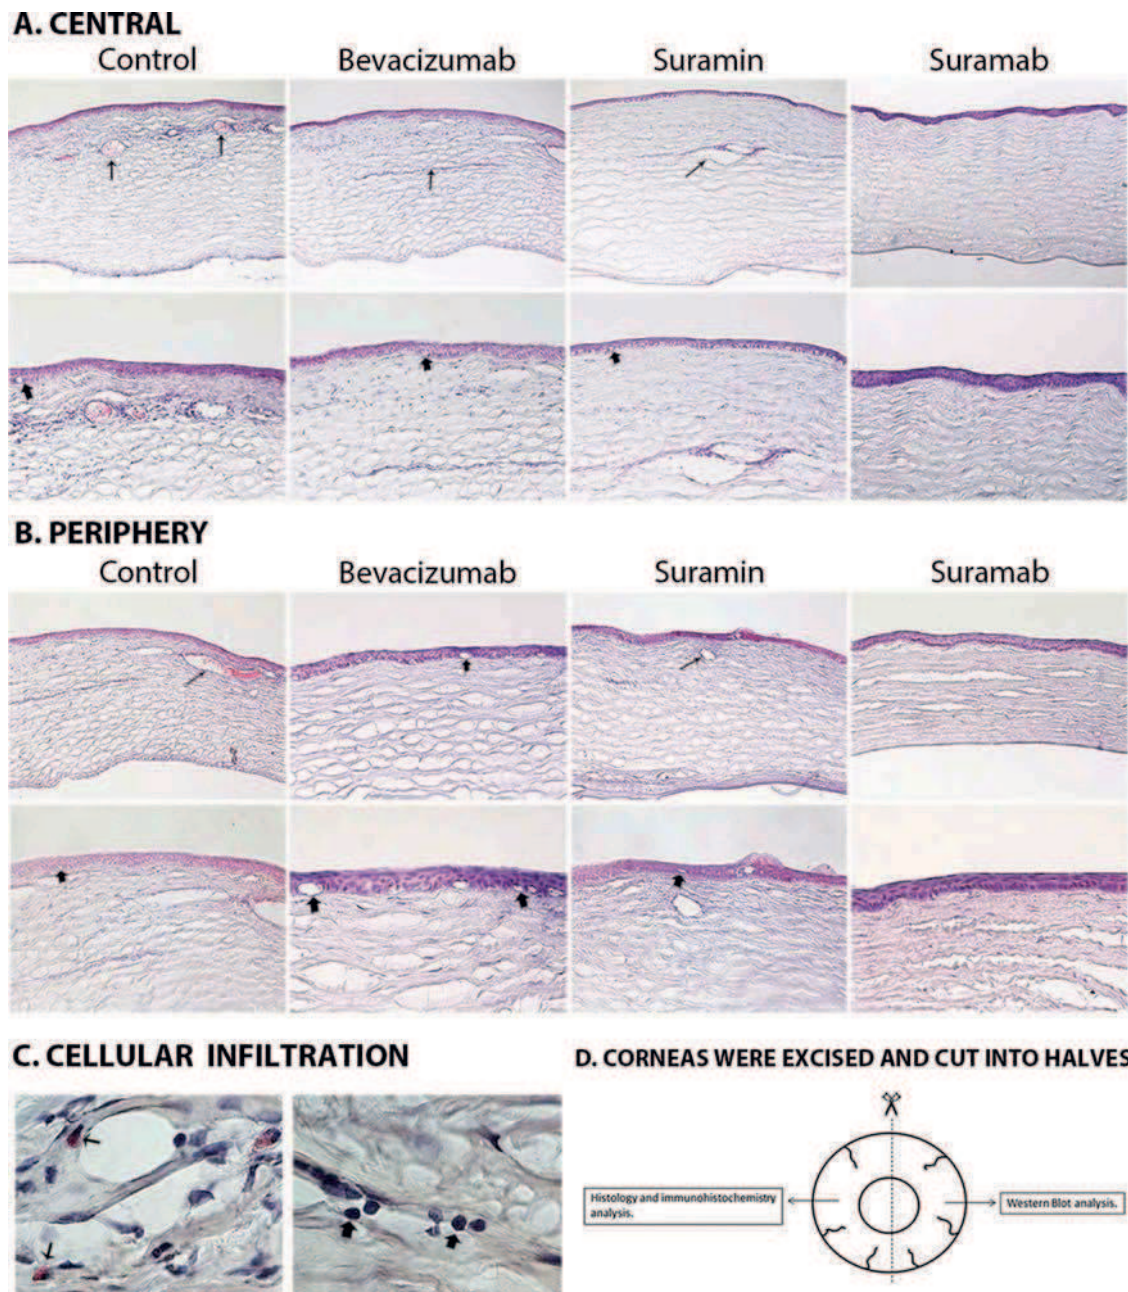 A. CENTRAL
Control Bevacizumab Suramin Suramab
B. PERIPHERY
Control Bevacizumab Suramin Suramab
C. CELLULAR INFILTRATION
D. CORNEAS WERE EXCISED AND CUT INTO HALVES
Histology and immunohistochemistry
analysis.
Western Blot analysis.